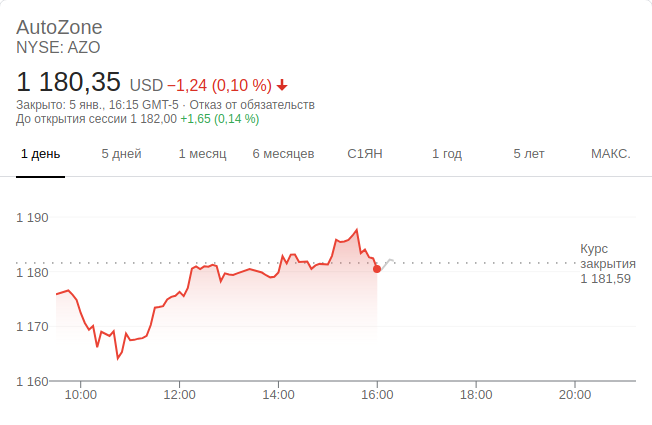 AutoZone
NYSE: AZO
1 180,35 USD −1,24 (0,10 %)
Закрыто: 5 янв., 16:15 GMT-5 · Отказ от обязательств
До открытия сессии 1 182,00 +1,65 (0,14 %)
1 день 5 дней 1 месяц 6 месяцев С1ЯН 1 год 5 лет МАКС.
1 190
1 180
1 170
1 160
Курс
закрытия
1 181,59
10:00 12:00 14:00 16:00 18:00 20:00